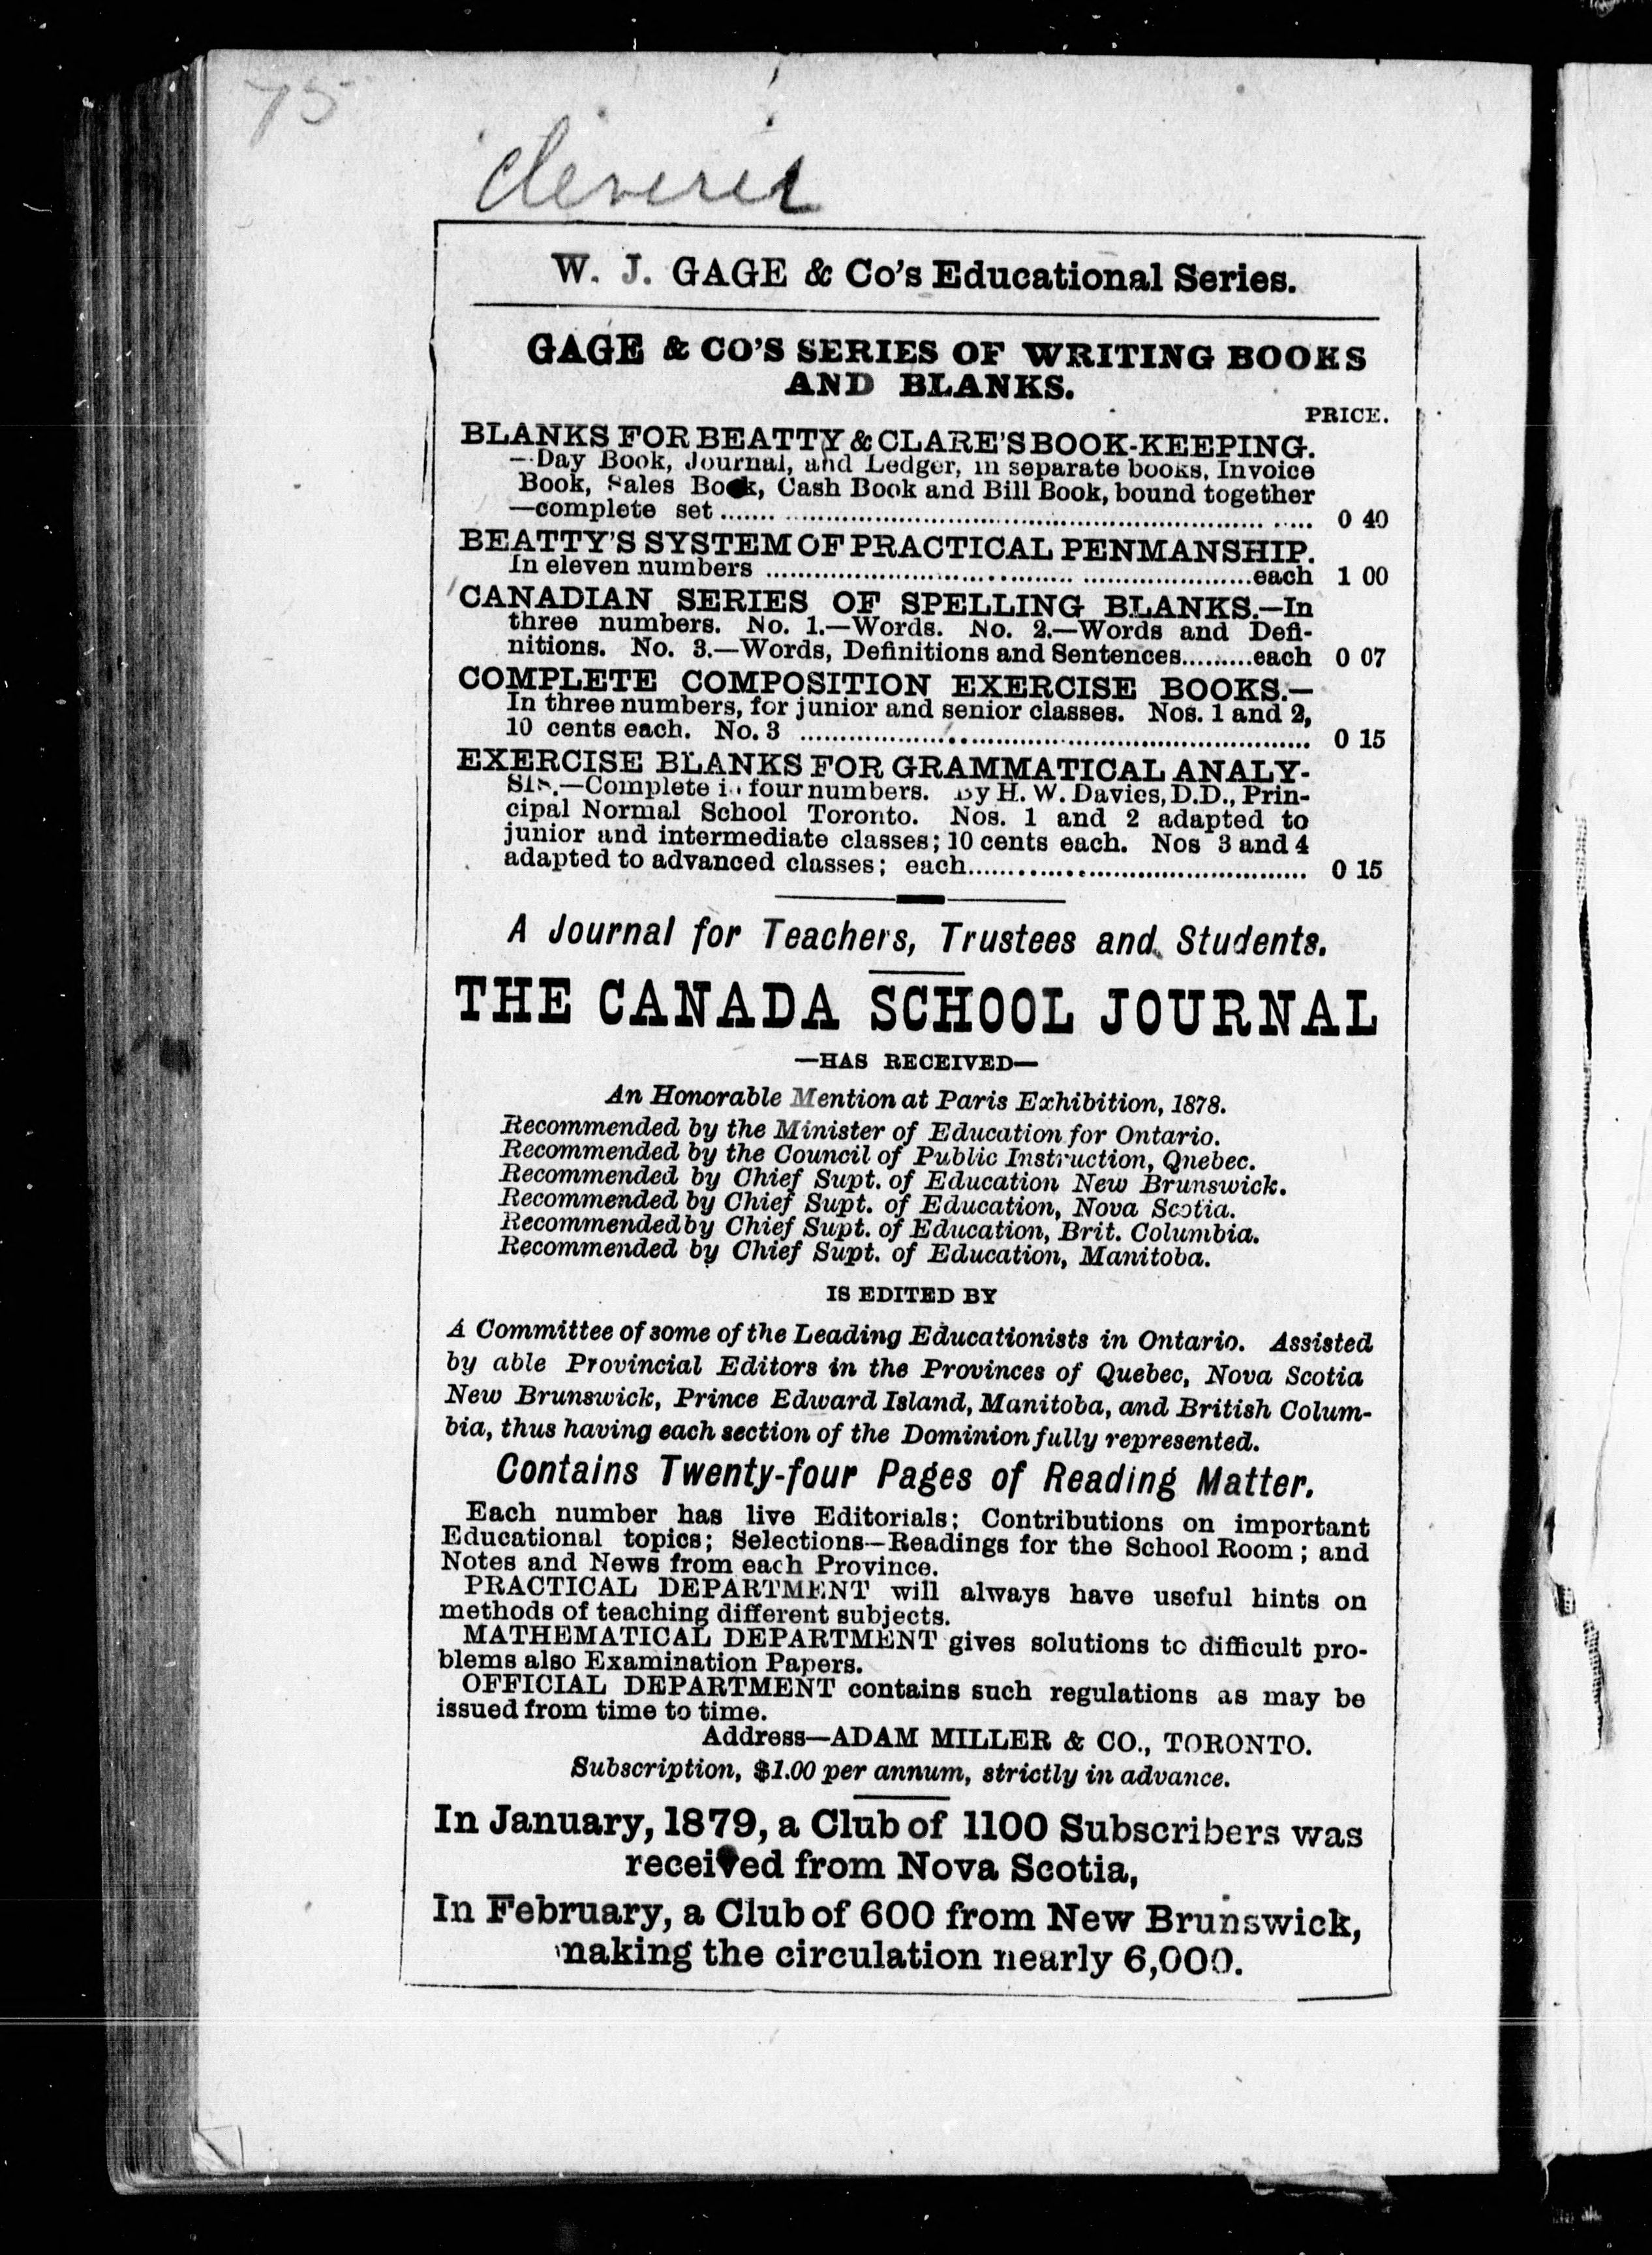 75
W. J. GAGE & Co's Educational Series.
GAGE & CO'S SERIES OF WRITING BOOKS
AND BLANKS.
PRICE.
BLANKS FOR BEATTY & CLARE'S BOOK-KEEPING.
—Day Book, Journal, and Ledger, in separate books, Invoice
Book, Sales Book, Cash Book and Bill Book, bound together
—complete set ........ 0 40
BEATTY'S SYSTEM OF PRACTICAL PENMANSHIP.
In eleven numbers ........ each 1 00
CANADIAN SERIES OF SPELLING BLANKS.—In
three numbers. No. 1.—Words. No. 2.—Words and Defi-
nitions. No. 3.—Words, Definitions and Sentences.........each 0 07
COMPLETE COMPOSITION EXERCISE BOOKS.—
In three numbers, for junior and senior classes. Nos. 1 and 2,
10 cents each. No. 3 ........ 0 15
EXERCISE BLANKS FOR GRAMMATICAL ANALY-
SIS.—Complete in four numbers. By H. W. Davies, D.D., Prin-
cipal Normal School Toronto. Nos. 1 and 2 adapted to
junior and intermediate classes; 10 cents each. Nos 3 and 4
adapted to advanced classes; each........ 0 15
A Journal for Teachers, Trustees and Students.
THE CANADA SCHOOL JOURNAL
—HAS RECEIVED—
An Honorable Mention at Paris Exhibition, 1878.
Recommended by the Minister of Education for Ontario.
Recommended by the Council of Public Instruction, Qnebec.
Recommended by Chief Supt. of Education New Brunswick.
Recommended by Chief Supt. of Education, Nova Scotia.
Recommended by Chief Supt. of Education, Brit. Columbia.
Recommended by Chief Supt. of Education, Manitoba.
IS EDITED BY
A Committee of some of the Leading Educationists in Ontario. Assisted
by able Provincial Editors in the Provinces of Quebec, Nova Scotia
New Brunswick, Prince Edward Island, Manitoba, and British Colum-
bia, thus having each section of the Dominion fully represented.
Contains Twenty-four Pages of Reading Matter.
Each number has live Editorials; Contributions on important
Educational topics; Selections—Readings for the School Room; and
Notes and News from each Province.
PRACTICAL DEPARTMENT will always have useful hints on
methods of teaching different subjects.
MATHEMATICAL DEPARTMENT gives solutions to difficult pro-
blems also Examination Papers.
OFFICIAL DEPARTMENT contains such regulations as may be
issued from time to time.
Address—ADAM MILLER & CO., TORONTO.
Subscription, $1.00 per annum, strictly in advance.
In January, 1879, a Club of 1100 Subscribers was
received from Nova Scotia,
In February, a Club of 600 from New Brunswick,
making the circulation nearly 6,000.